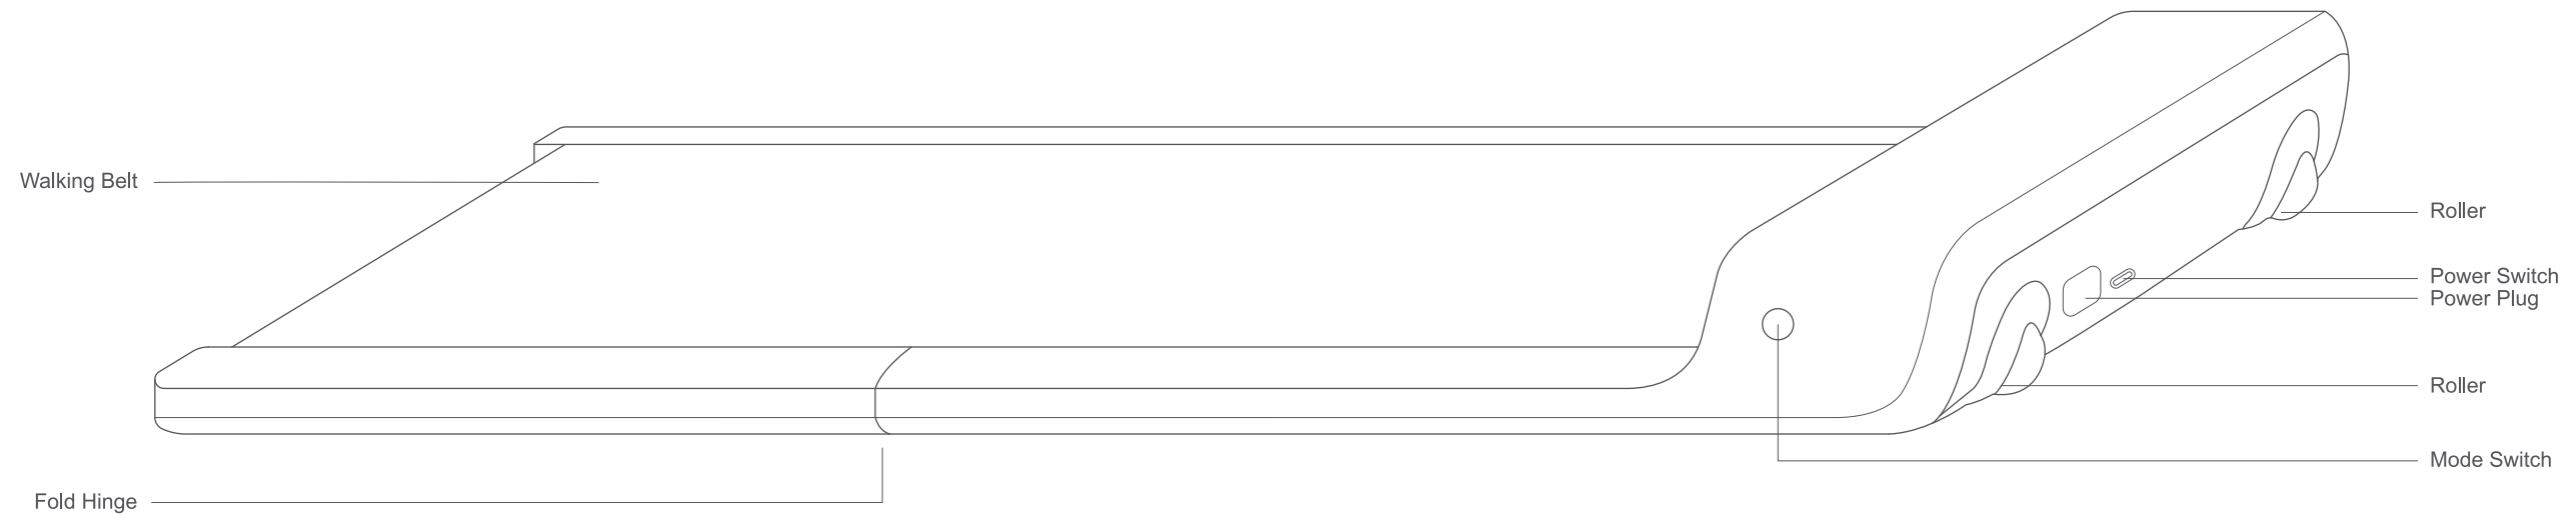 Walking Belt
Roller
Power Switch
Power Plug
Roller
Mode Switch
Fold Hinge